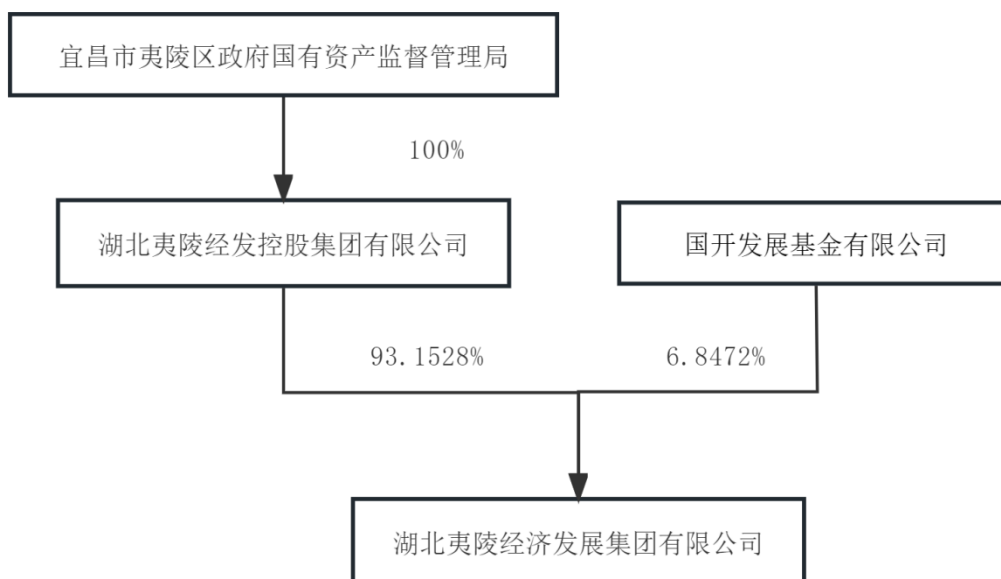 宜昌市夷陵区政府国有资产监督管理局
100%
湖北夷陵经发控股集团有限公司
国开发展基金有限公司
93.1528%
6.8472%
湖北夷陵经济发展集团有限公司